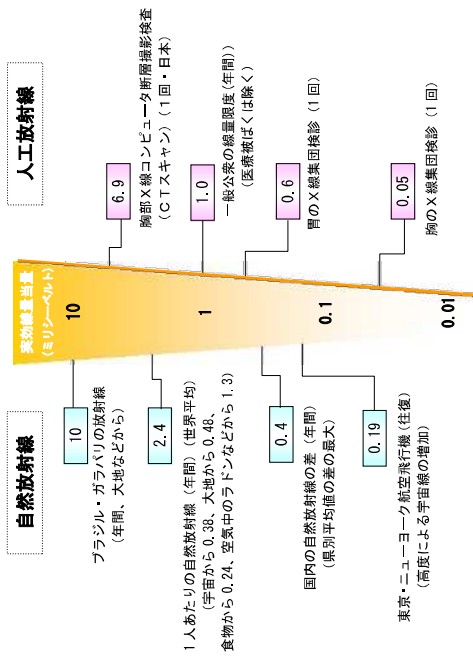 自然放射線
人工放射線
実効線量当量
(ミリシーベルト)
10
1
0.1
0.01
10
ブラジル・ガラパリの放射線
(年間、大地などから)
2.4
1人あたりの自然放射線(年間)(世界平均)
(宇宙から0.38、大地から0.48、
食物から0.24、空気中のラドンなどから1.3)
0.4
国内の自然放射線の差(年間)
(県別平均値の差の最大)
0.19
東京・ニューヨーク航空飛行機(往復)
(高度による宇宙線の増加)
6.9
胸部X線コンピュータ断層撮影検査
(CTスキャン)(1回・日本)
1.0
一般公衆の線量限度(年間))
(医療被ばくは除く)
0.6
胃のX線集団検診(1回)
0.05
胸のX線集団検診(1回)